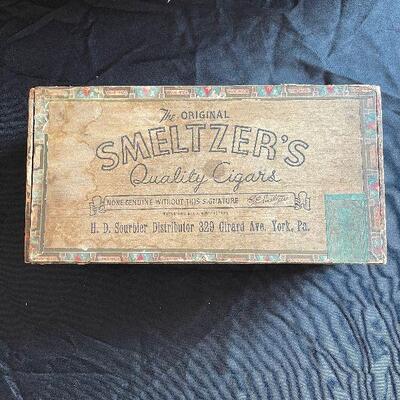 The ORIGINAL
SMELTZER'S
Quality Cigars
NONE GENUINE WITHOUT THIS SIGNATURE
H. D. Sourbier Distributor 329 Girard Ave. York, Pa.